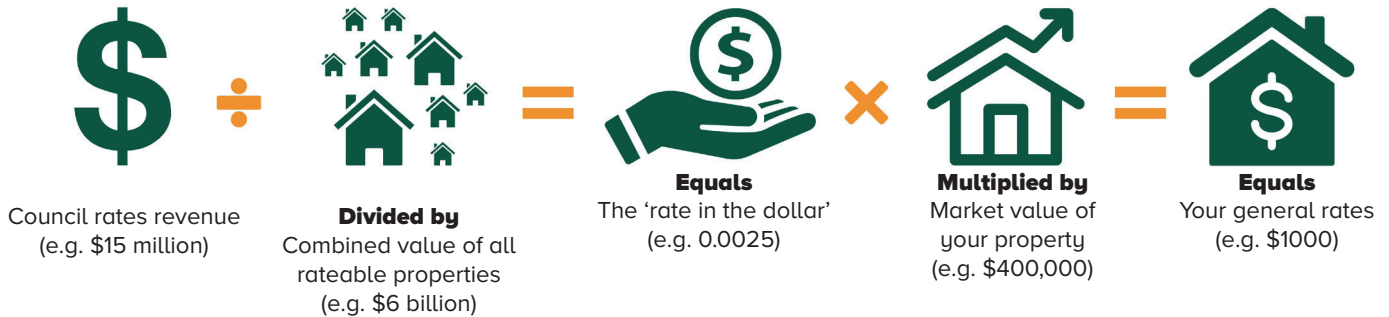 Council rates revenue
(e.g. $15 million)
Divided by
Combined value of all
rateable properties
(e.g. $6 billion)
Equals
The ‘rate in the dollar’
(e.g. 0.0025)
Multiplied by
Market value of
your property
(e.g. $400,000)
Equals
Your general rates
(e.g. $1000)